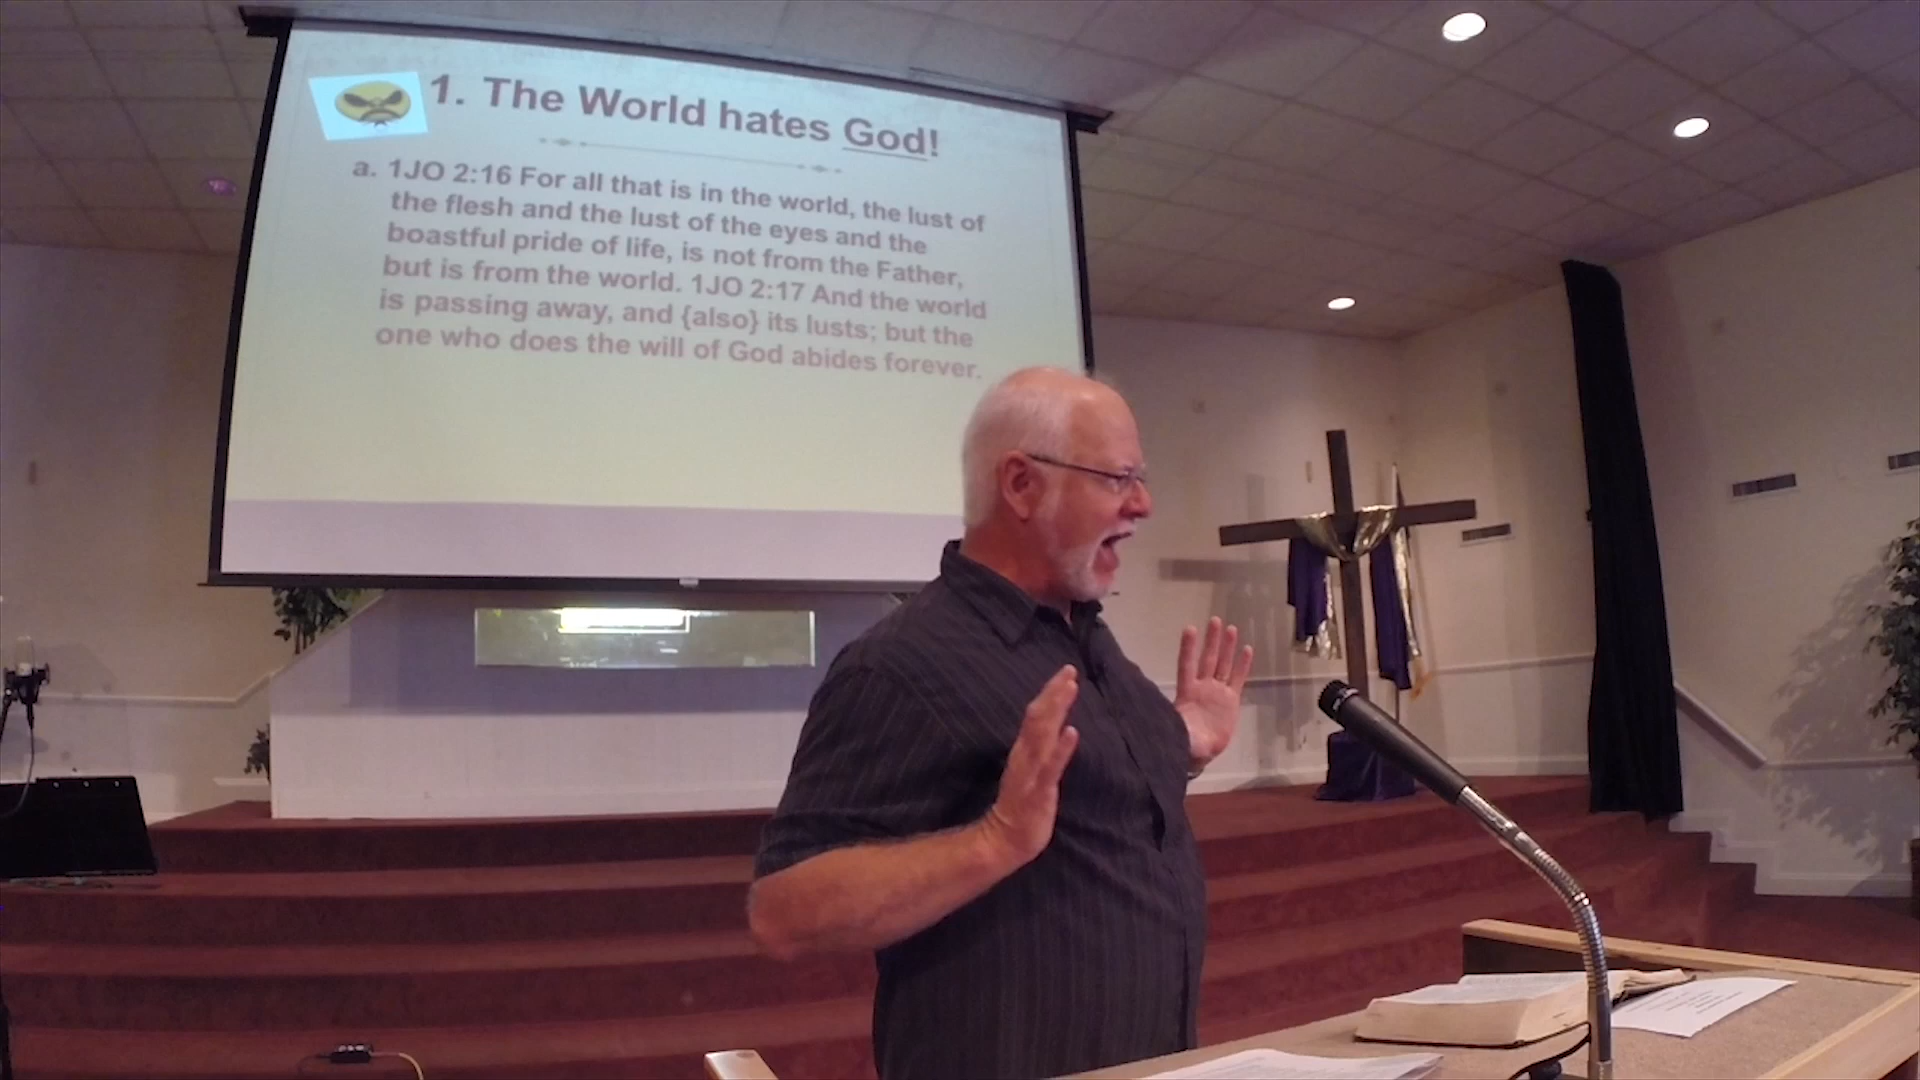 1. The World hates God!
a. 1JO 2:16 For all that is in the world, the lust of
the flesh and the lust of the eyes and the
boastful pride of life, is not from the Father,
but is from the world. 1JO 2:17 And the world
is passing away, and {also} its lusts; but the
one who does the will of God abides forever.